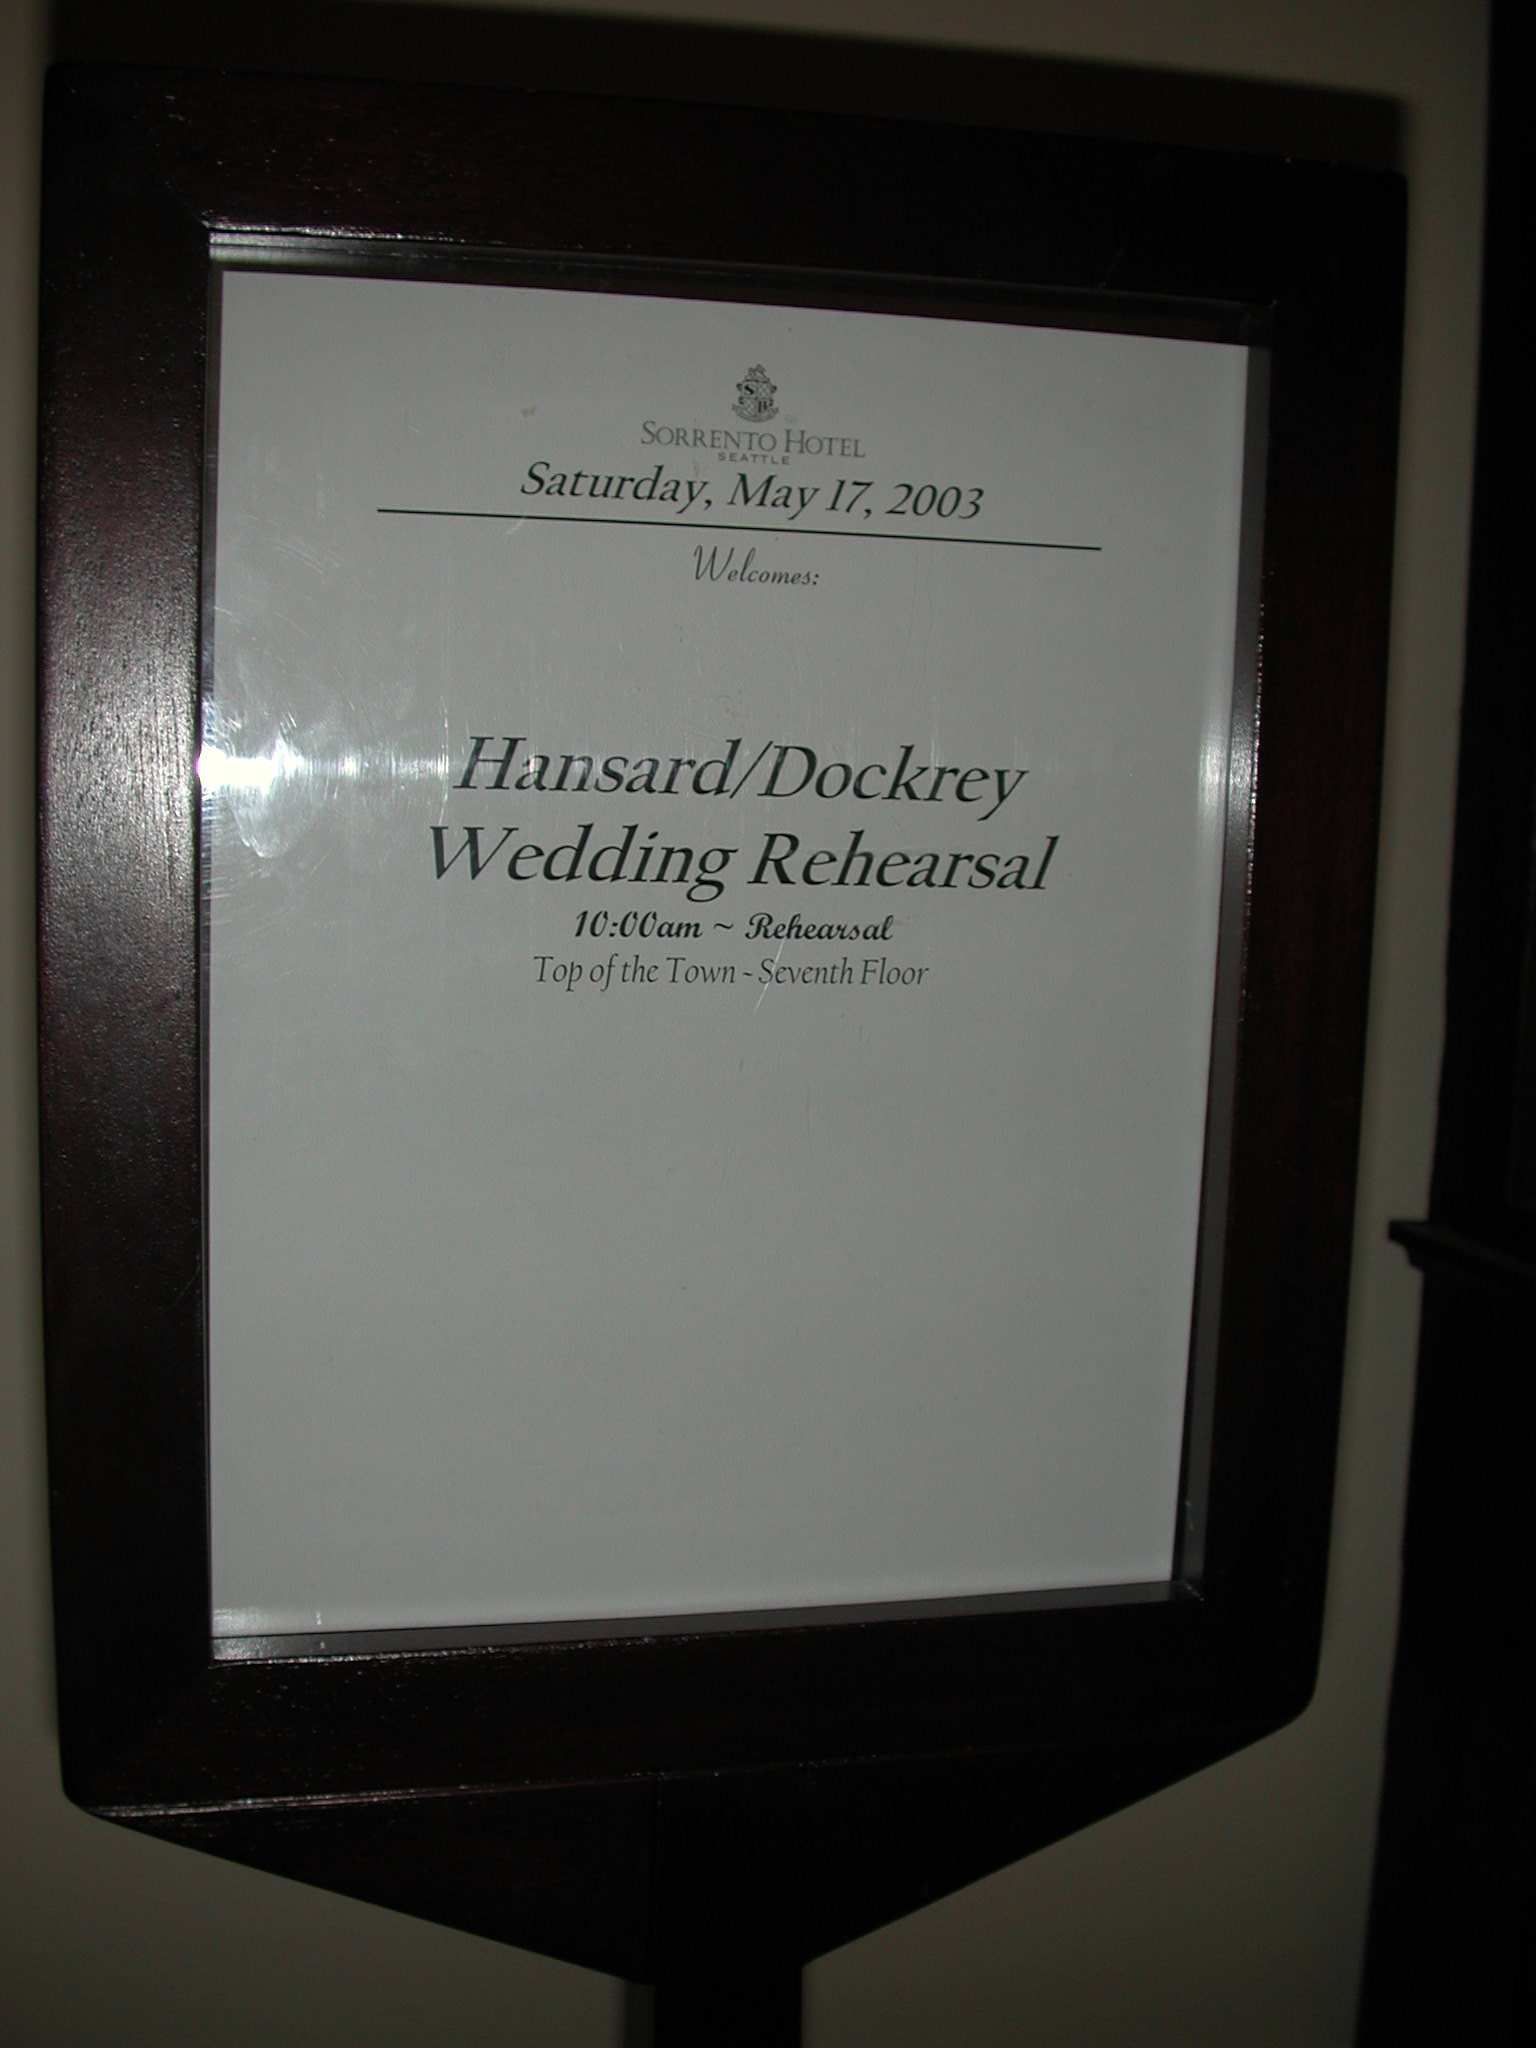 S
H
SORRENTO HOTEL
SEATTLE
Saturday, May 17, 2003
Welcomes:
Hansard/Dockrey
Wedding Rehearsal
10:00am ~ Rehearsal
Top of the Town ~ Seventh Floor